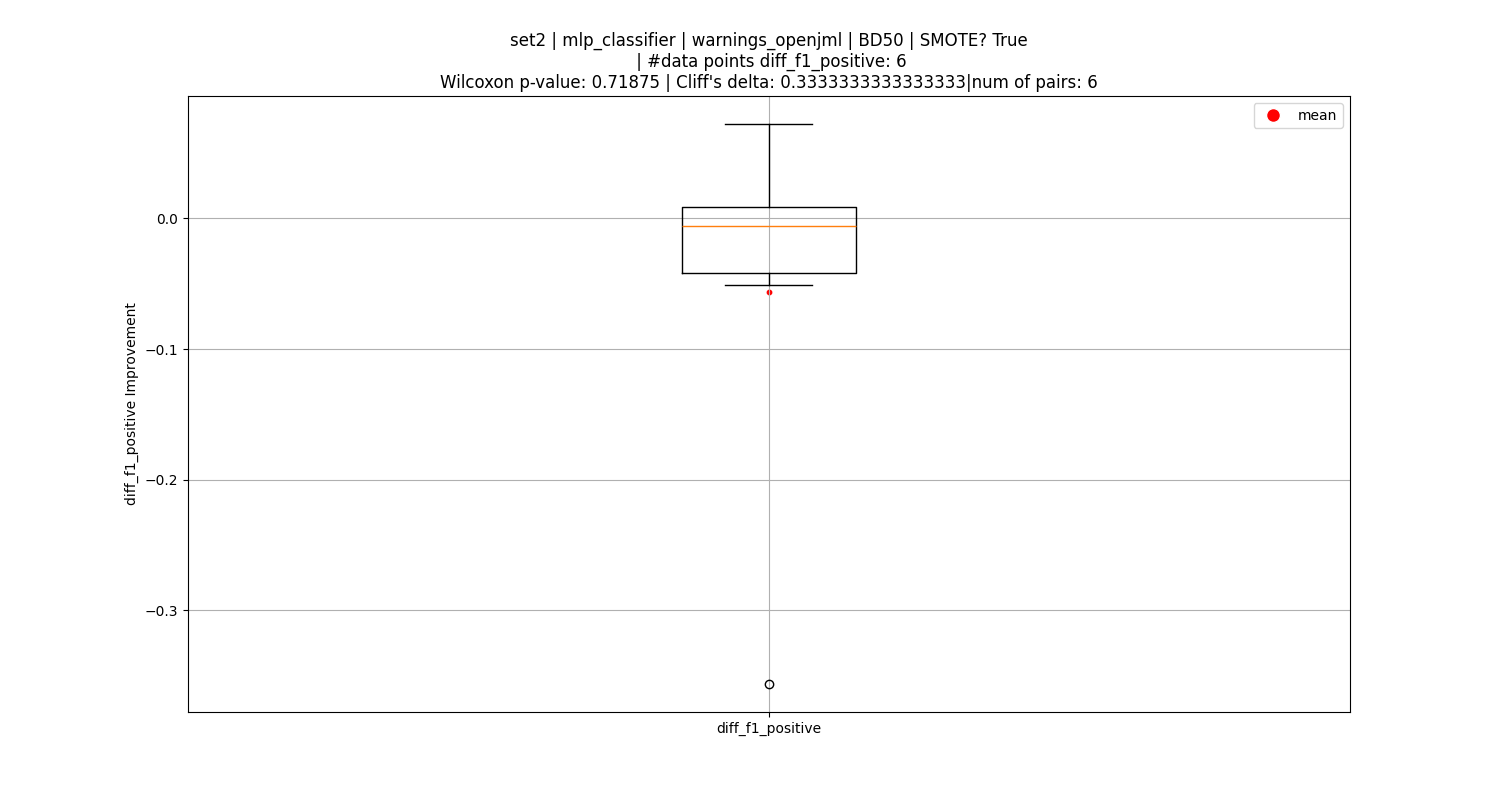 set2 | mlp_classifier | warnings_openjml | BD50 | SMOTE? True
| #data points diff_f1_positive: 6
Wilcoxon p-value: 0.71875 | Cliff's delta: 0.3333333333333333|num of pairs: 6
mean
0.0
−0.1
−0.2
−0.3
diff_f1_positive Improvement
diff_f1_positive